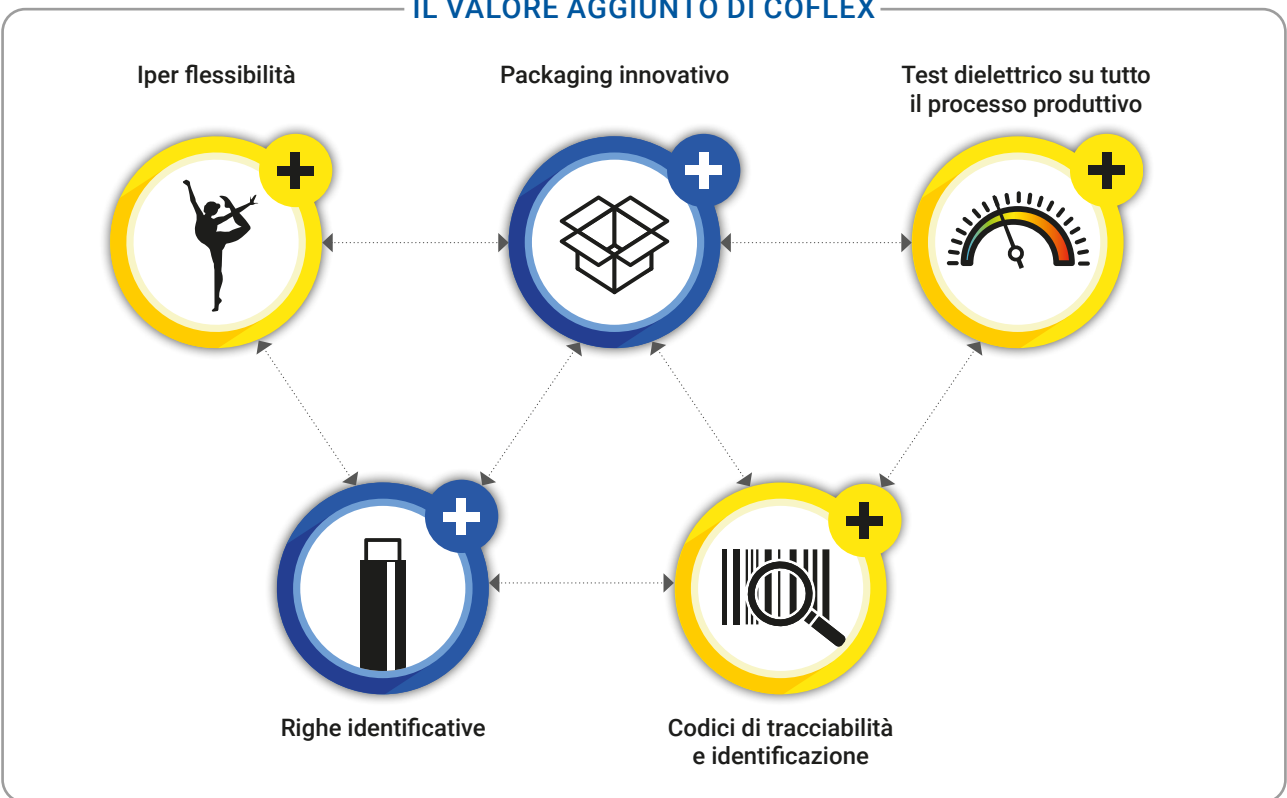 IL VALORE AGGIUNTO DI COFLEX
Iper flessibilità
Packaging innovativo
Test dielettrico su tutto
il processo produttivo
Righe identificative
Codici di tracciabilità
e identificazione